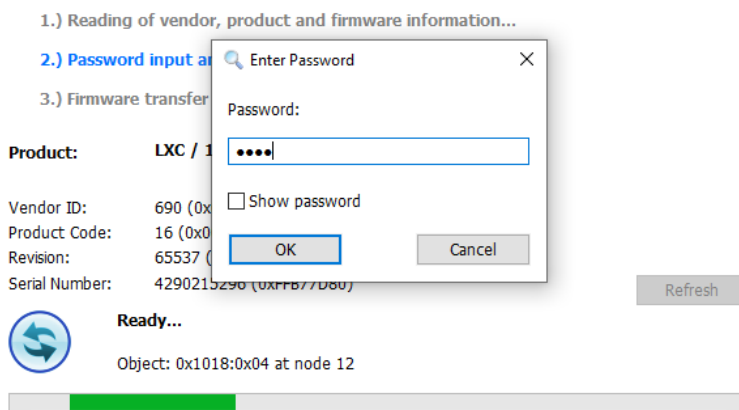 1.) Reading of vendor, product and firmware information...
2.) Password input a
3.) Firmware transfer
Enter Password
Password:
••••
Show password
OK Cancel
Product: LXC / 1
Vendor ID: 690 (0x
Product Code: 16 (0x0
Revision: 65537 (
Serial Number: 4290215296 (0xFFB77D80)
Refresh
Ready...
Object: 0x1018:0x04 at node 12